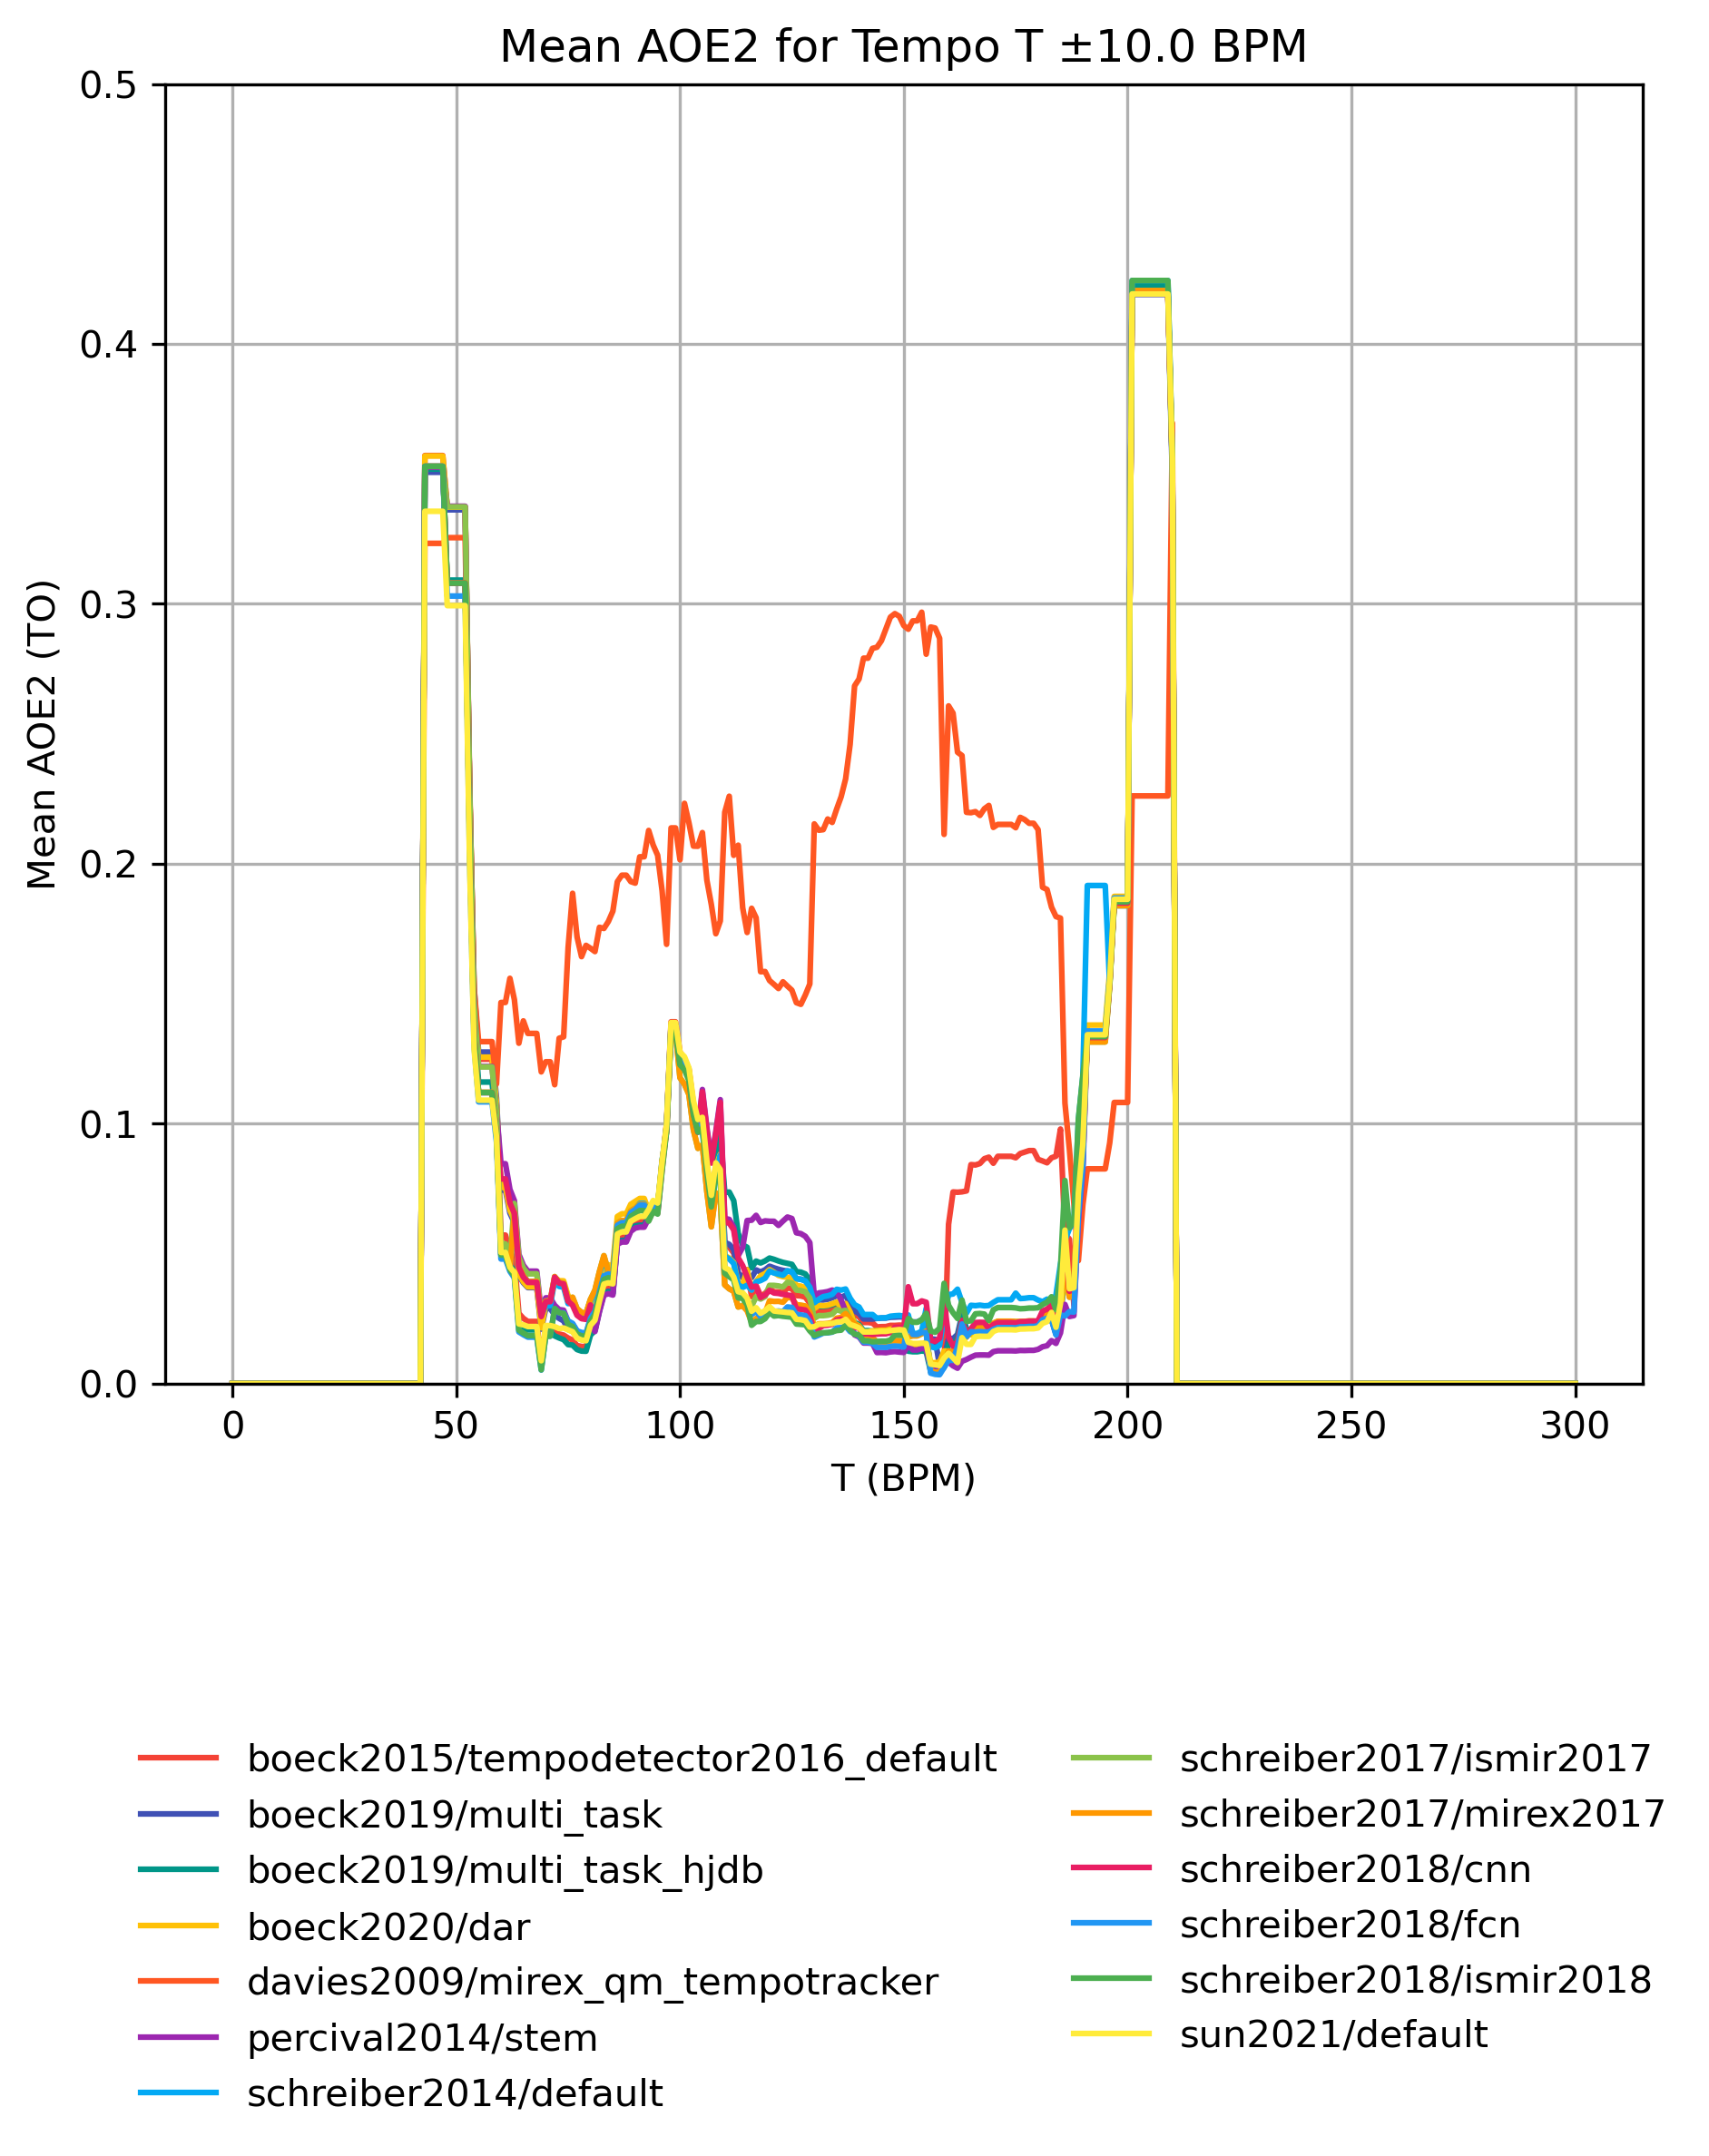 Mean AOE2 for Tempo T ±10.0 BPM
0.5
0.4
0.3
0.2
0.1
0.0
Mean AOE2 (TO)
0 50 100 150 200 250 300
T (BPM)
boeck2015/tempodetector2016_default
boeck2019/multi_task
boeck2019/multi_task_hjdb
boeck2020/dar
davies2009/mirex_qm_tempotracker
percival2014/stem
schreiber2014/default
schreiber2017/ismir2017
schreiber2017/mirex2017
schreiber2018/cnn
schreiber2018/fcn
schreiber2018/ismir2018
sun2021/default